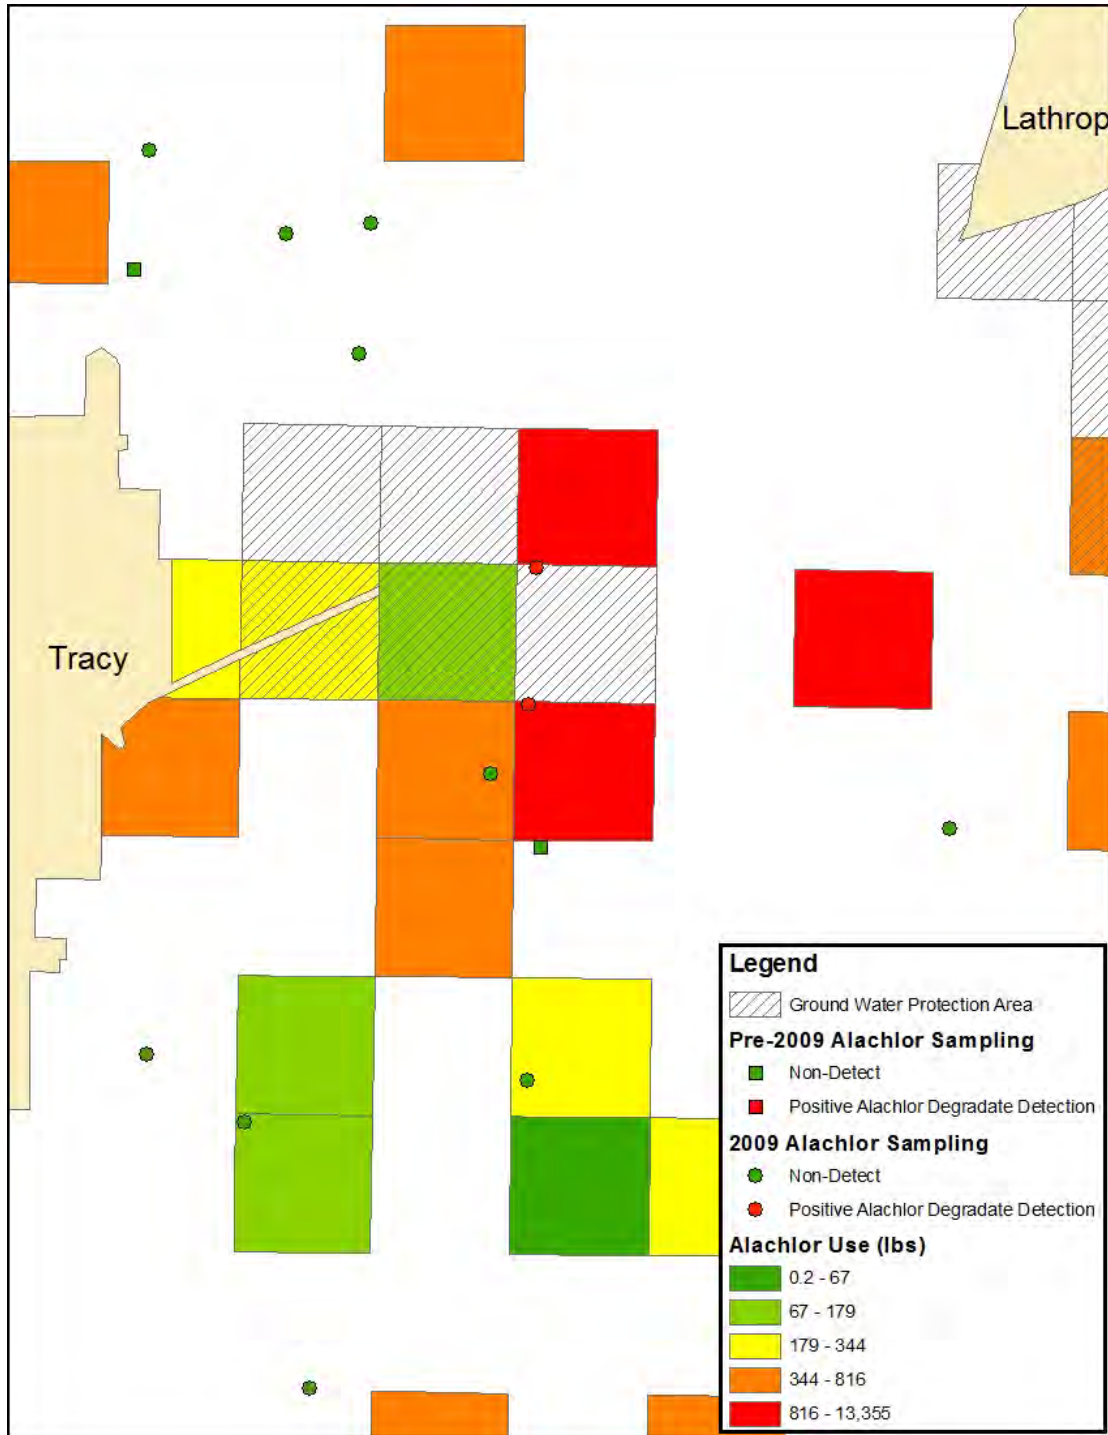 Lathrop
Tracy
Legend
Ground Water Protection Area
Pre-2009 Alachlor Sampling
Non-Detect
Positive Alachlor Degradate Detection
2009 Alachlor Sampling
Non-Detect
Positive Alachlor Degradate Detection
Alachlor Use (lbs)
0.2 - 67
67 - 179
179 - 344
344 - 816
816 - 13,355